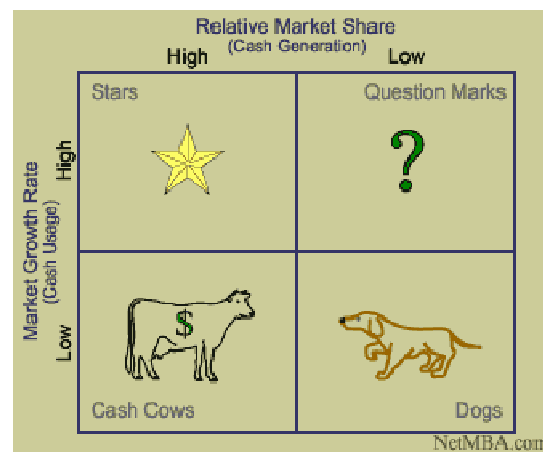 Relative Market Share
(Cash Generation)
High
Low
Stars
Question Marks
?
Market Growth Rate
(Cash Usage)
High
Low
$
Cash Cows
Dogs
NetMBA.com